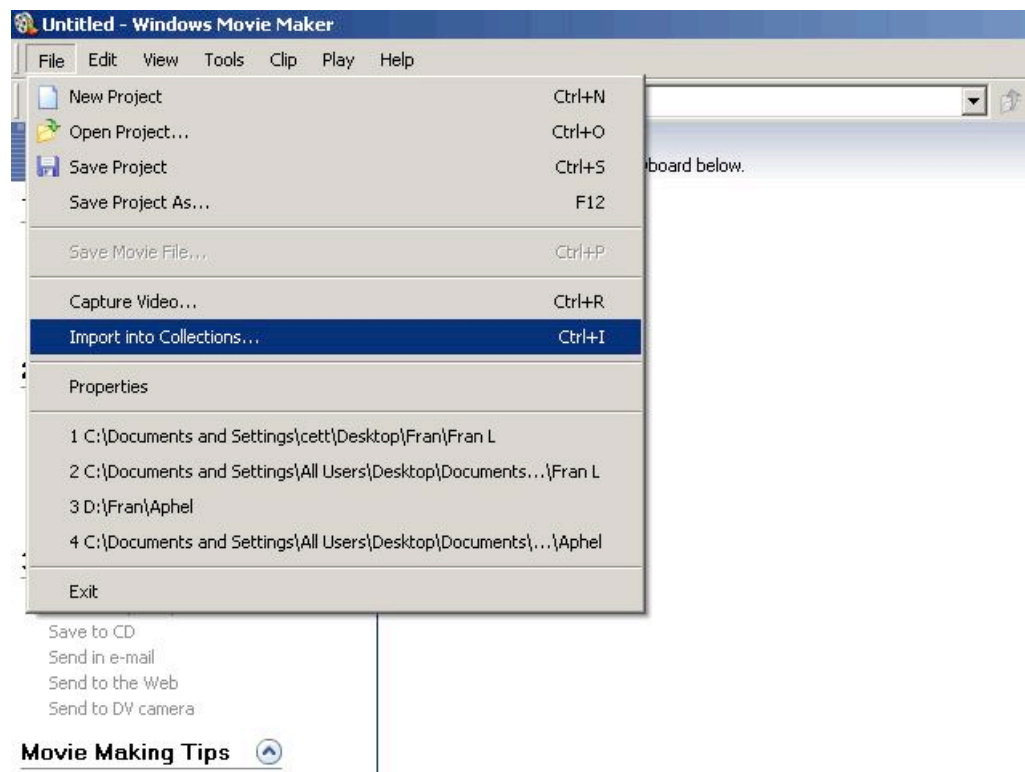 Untitled - Windows Movie Maker
File Edit View Tools Clip Play Help
New Project Ctrl+N
Open Project... Ctrl+O
Save Project Ctrl+S
Save Project As... F12
Save Movie File... Ctrl+P
Capture Video... Ctrl+R
Import into Collections... Ctrl+I
Properties
1 C:\Documents and Settings\cett\Desktop\Fran\Fran L
2 C:\Documents and Settings\All Users\Desktop\Documents...\Fran L
3 D:\Fran\Aphel
4 C:\Documents and Settings\All Users\Desktop\Documents\...\Aphel
Exit
board below.
Save to CD
Send in e-mail
Send to the Web
Send to DV camera
Movie Making Tips